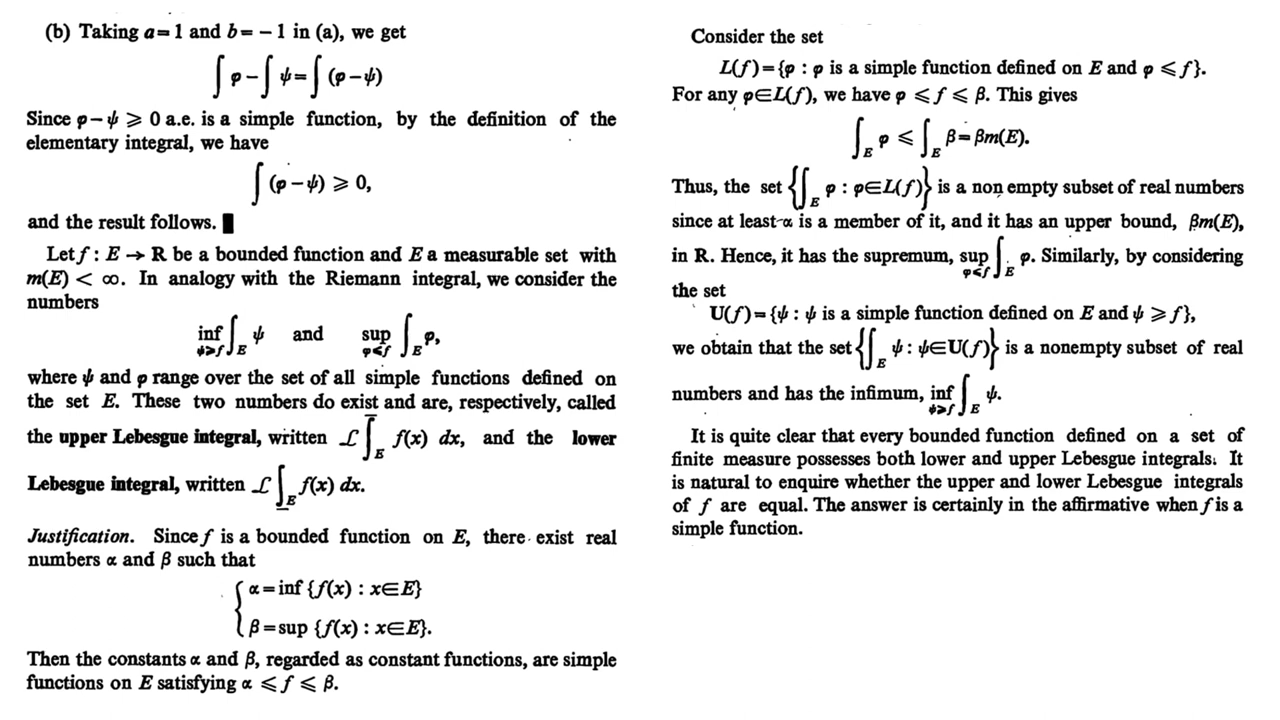 (b) Taking a=1 and b= −1 in (a), we get
∫ φ−∫ ψ=∫ (φ−ψ)
Since φ−ψ ⩾ 0 a.e. is a simple function, by the definition of the
elementary integral, we have
∫ (φ−ψ) ⩾ 0,
and the result follows. ∎
Let f : E → R be a bounded function and E a measurable set with
m(E) < ∞. In analogy with the Riemann integral, we consider the
numbers
inf_{ψ⩾f} ∫_E ψ and sup_{φ⩽f} ∫_E φ,
where ψ and φ range over the set of all simple functions defined on
the set E. These two numbers do exist and are, respectively, called
the upper Lebesgue integral, written ℒ ∫̅_E f(x) dx, and the lower
Lebesgue integral, written ℒ ∫̲_E f(x) dx.
Justification. Since f is a bounded function on E, there exist real
numbers α and β such that
{ α=inf {f(x) : x∈E}
β=sup {f(x) : x∈E}.
Then the constants α and β, regarded as constant functions, are simple
functions on E satisfying α ⩽ f ⩽ β.
Consider the set
L(f)={φ : φ is a simple function defined on E and φ ⩽ f}.
For any φ∈L(f), we have φ ⩽ f ⩽ β. This gives
∫_E φ ⩽ ∫_E β=βm(E).
Thus, the set {∫_E φ : φ∈L(f)} is a non empty subset of real numbers
since at least α is a member of it, and it has an upper bound, βm(E),
in R. Hence, it has the supremum, sup_{φ⩽f} ∫_E φ. Similarly, by considering
the set
U(f)={ψ : ψ is a simple function defined on E and ψ ⩾ f},
we obtain that the set {∫_E ψ : ψ∈U(f)} is a nonempty subset of real
numbers and has the infimum, inf_{ψ⩾f} ∫_E ψ.
It is quite clear that every bounded function defined on a set of
finite measure possesses both lower and upper Lebesgue integrals. It
is natural to enquire whether the upper and lower Lebesgue integrals
of f are equal. The answer is certainly in the affirmative when f is a
simple function.